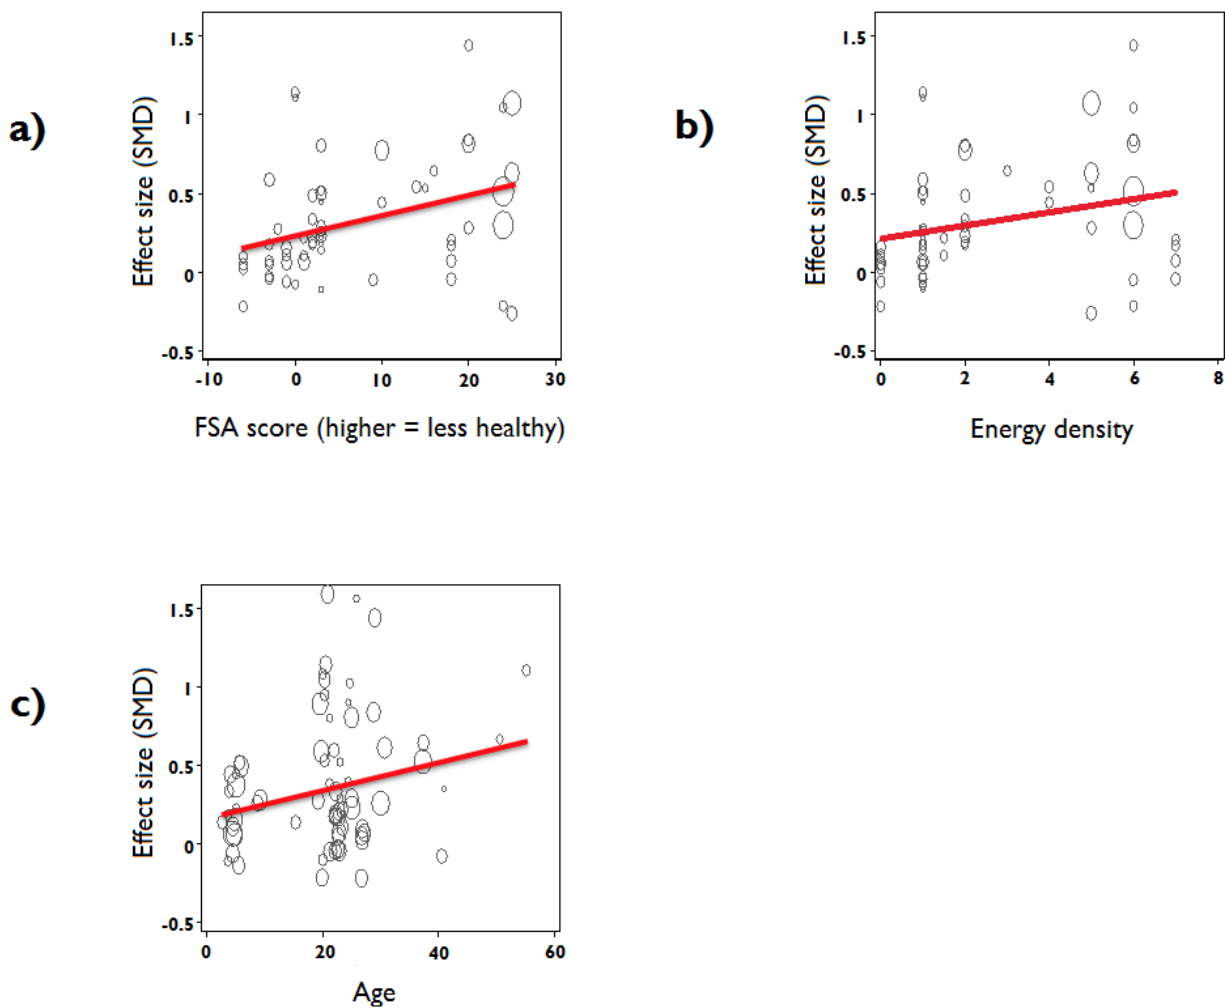 a)
Effect size (SMD)
1.5
1
0.5
0
-0.5
-10 0 10 20 30
FSA score (higher = less healthy)
b)
Effect size (SMD)
1.5
1
0.5
0
-0.5
0 2 4 6 8
Energy density
c)
Effect size (SMD)
1.5
1
0.5
0
-0.5
0 20 40 60
Age